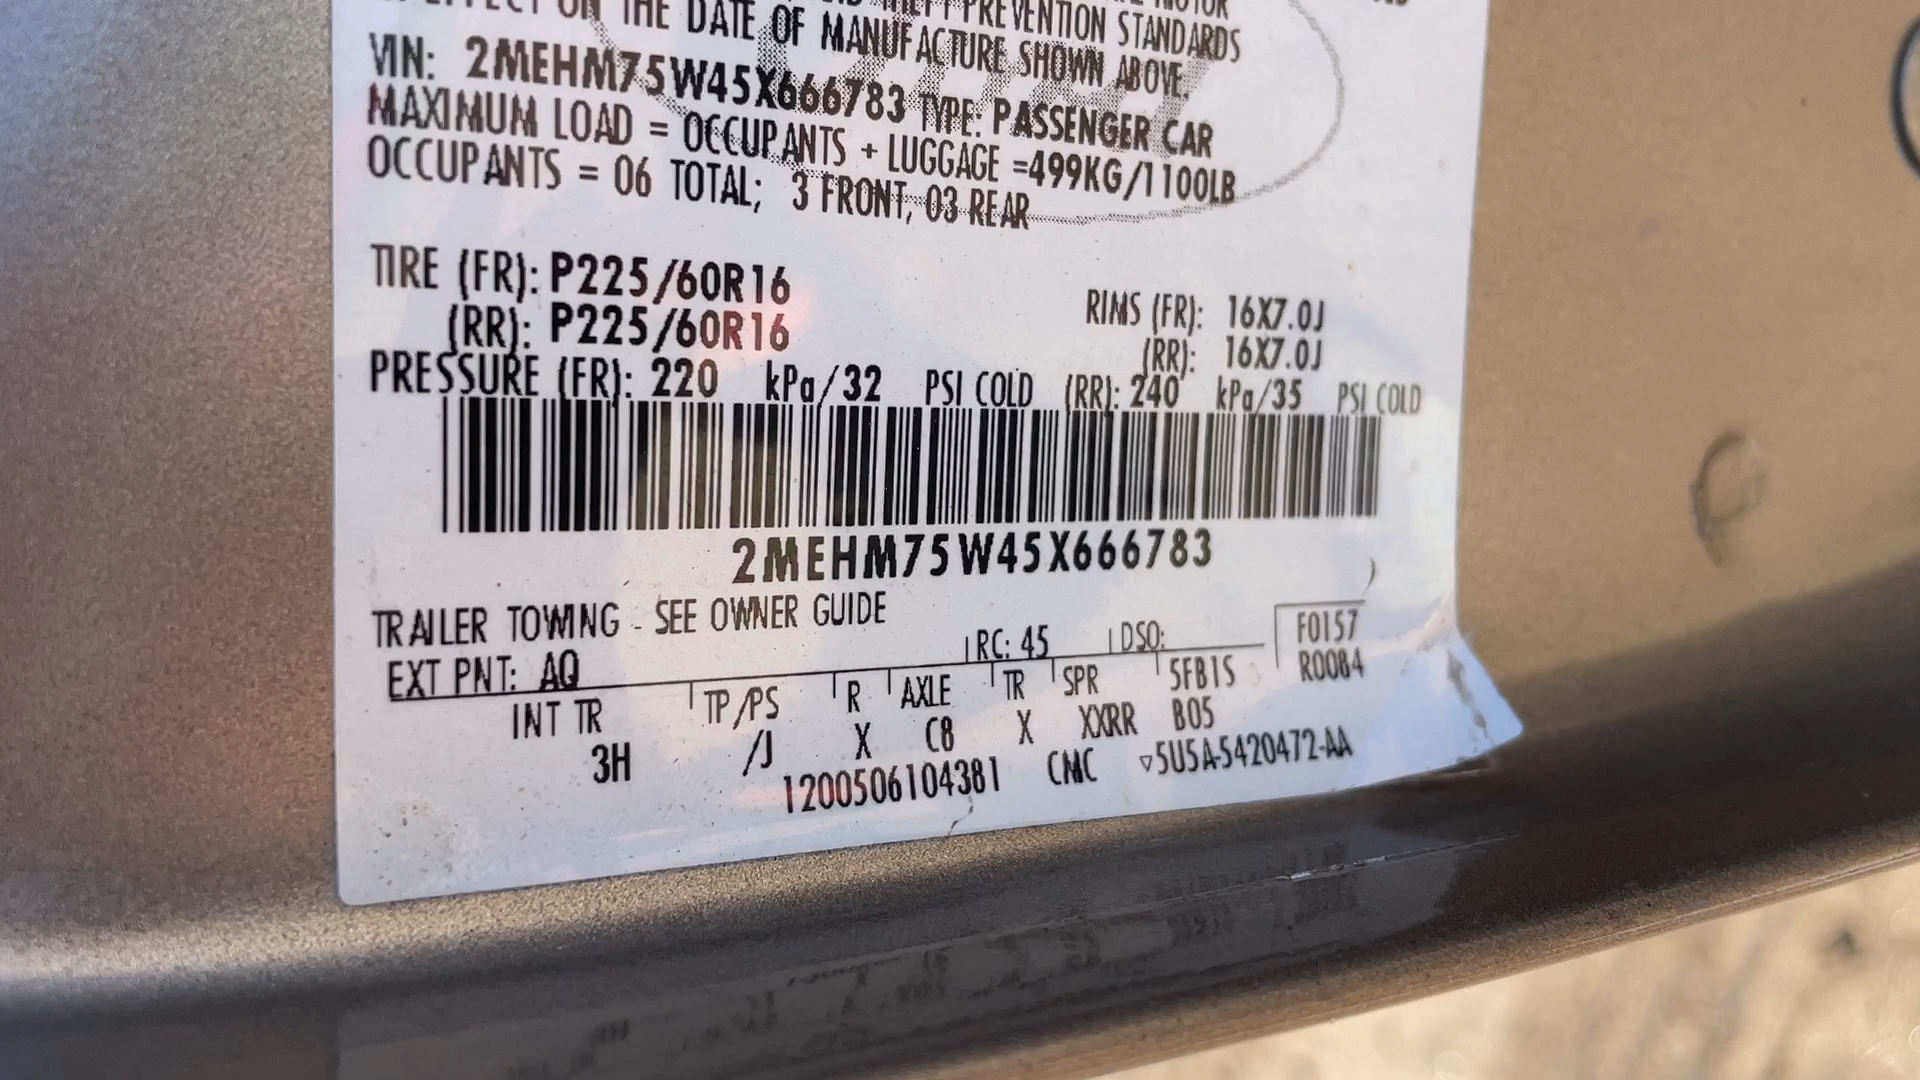 MOTOR
EFFECT ON THE DATE OF MANUFACTURE SHOWN ABOVE.
THEFT PREVENTION STANDARDS
VIN: 2MEHM75W45X666783 TYPE: PASSENGER CAR
MAXIMUM LOAD = OCCUPANTS + LUGGAGE =499KG/1100LB
OCCUPANTS = 06 TOTAL; 3 FRONT, 03 REAR
TIRE (FR): P225/60R16 RIMS (FR): 16X7.0J
(RR): P225/60R16 (RR): 16X7.0J
PRESSURE (FR): 220 kPa/32 PSI COLD (RR): 240 kPa/35 PSI COLD
2MEHM75W45X666783
TRAILER TOWING - SEE OWNER GUIDE
EXT PNT: AQ RC: 45 DSO: F0157
R0084
INT TR TP/PS R AXLE TR SPR SFBIS
3H /J X C8 X XXRR B05
1200506104381 CMC ▿5U5A-5420472-AA